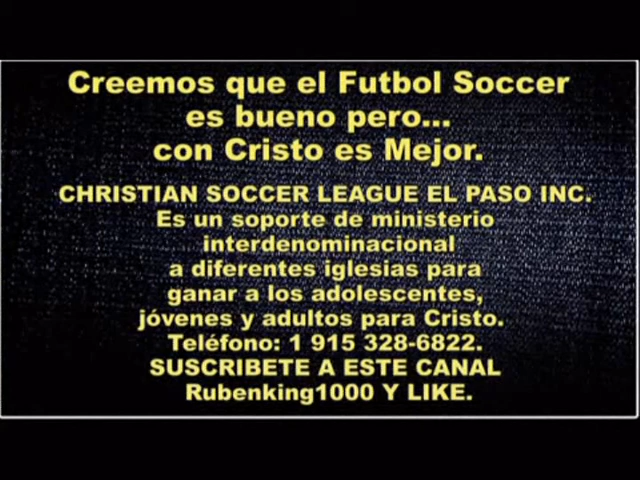 Creemos que el Futbol Soccer
es bueno pero...
con Cristo es Mejor.
CHRISTIAN SOCCER LEAGUE EL PASO INC.
Es un soporte de ministerio
interdenominacional
a diferentes iglesias para
ganar a los adolescentes,
jóvenes y adultos para Cristo.
Teléfono: 1 915 328-6822.
SUSCRIBETE A ESTE CANAL
Rubenking1000 Y LIKE.